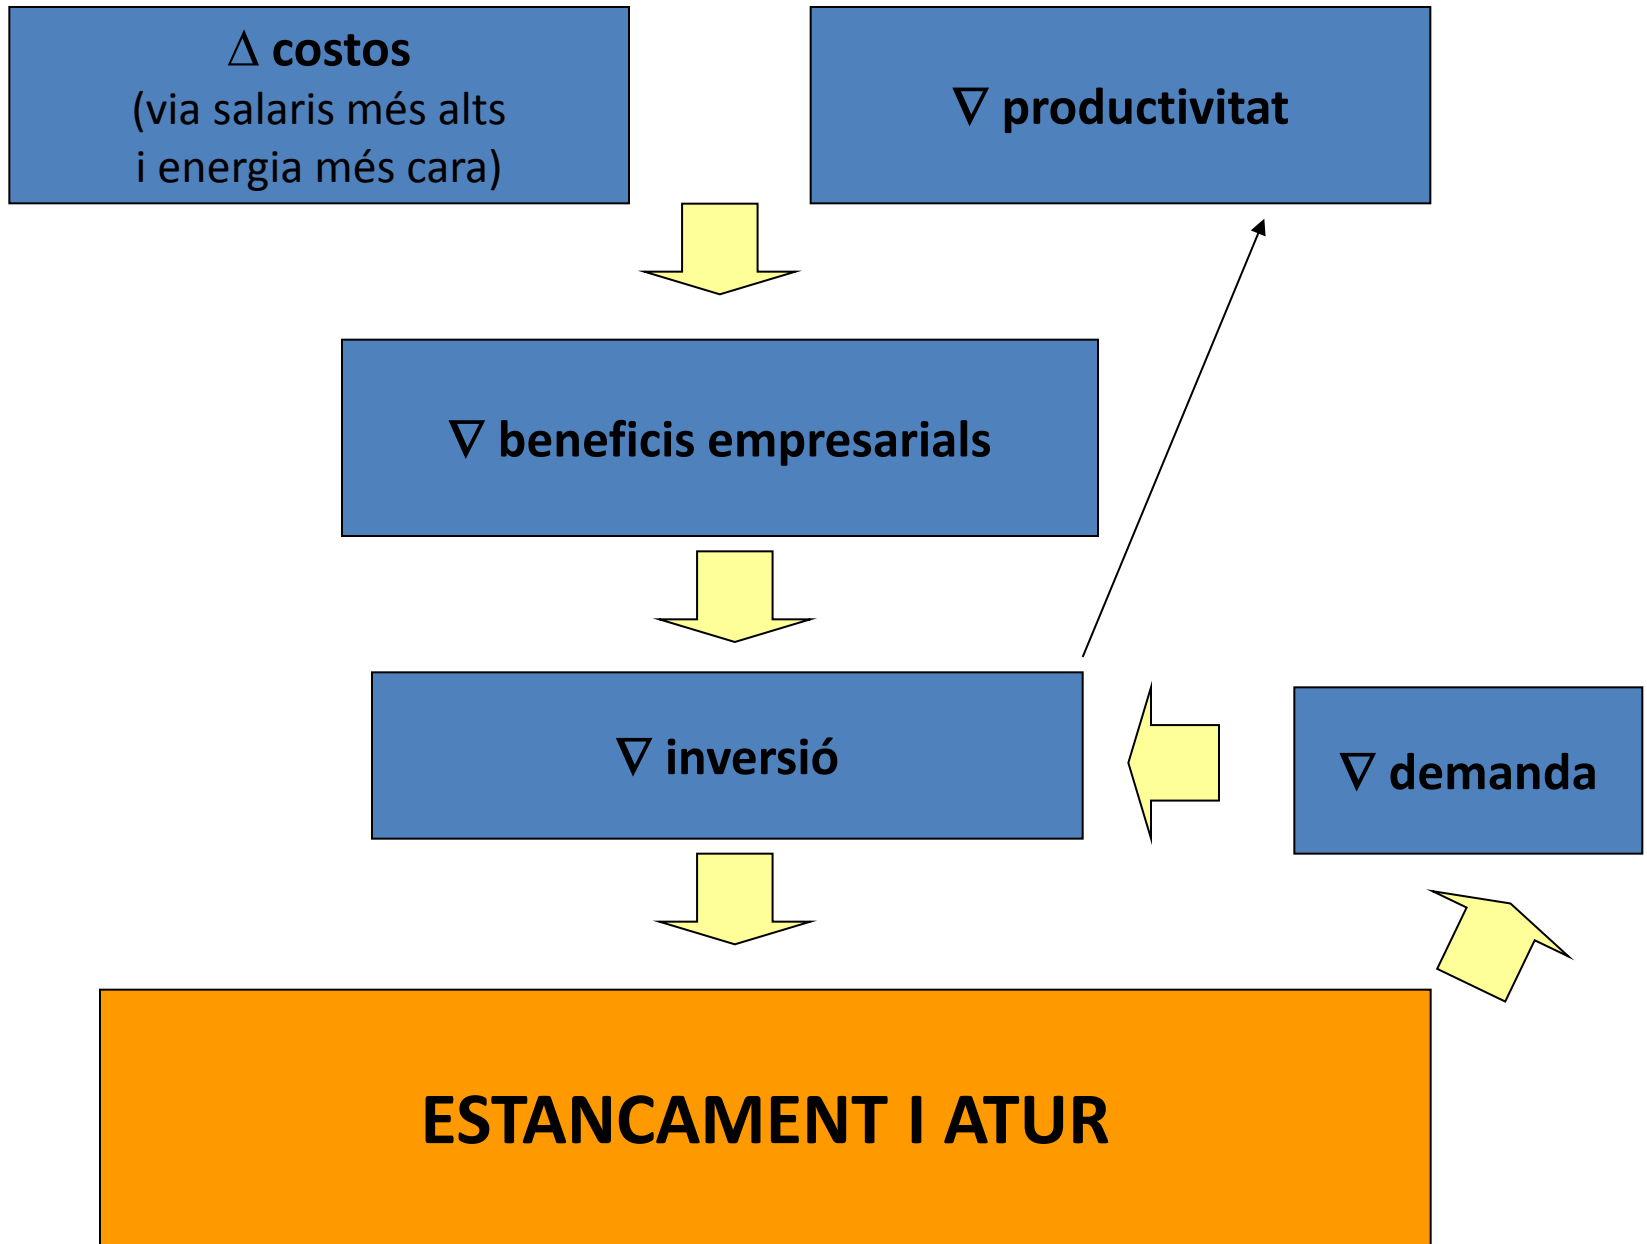 ∆ costos
(via salaris més alts
i energia més cara)
∇ productivitat
∇ beneficis empresarials
∇ inversió
∇ demanda
ESTANCAMENT I ATUR